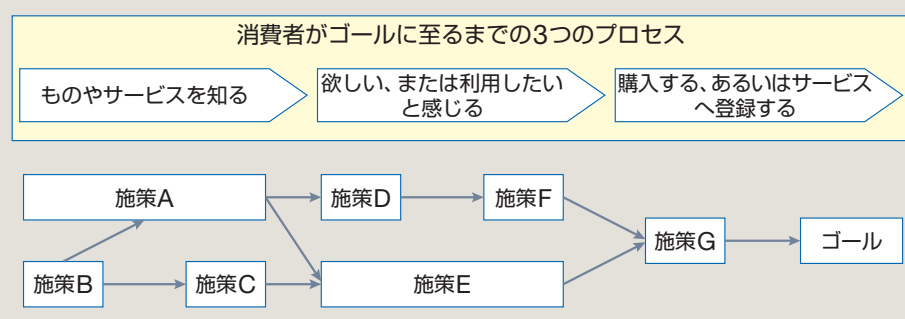 消費者がゴールに至るまでの3つのプロセス
ものやサービスを知る
欲しい、または利用したい
と感じる
購入する、あるいはサービス
へ登録する
施策A
施策D
施策F
施策G
ゴール
施策B
施策C
施策E